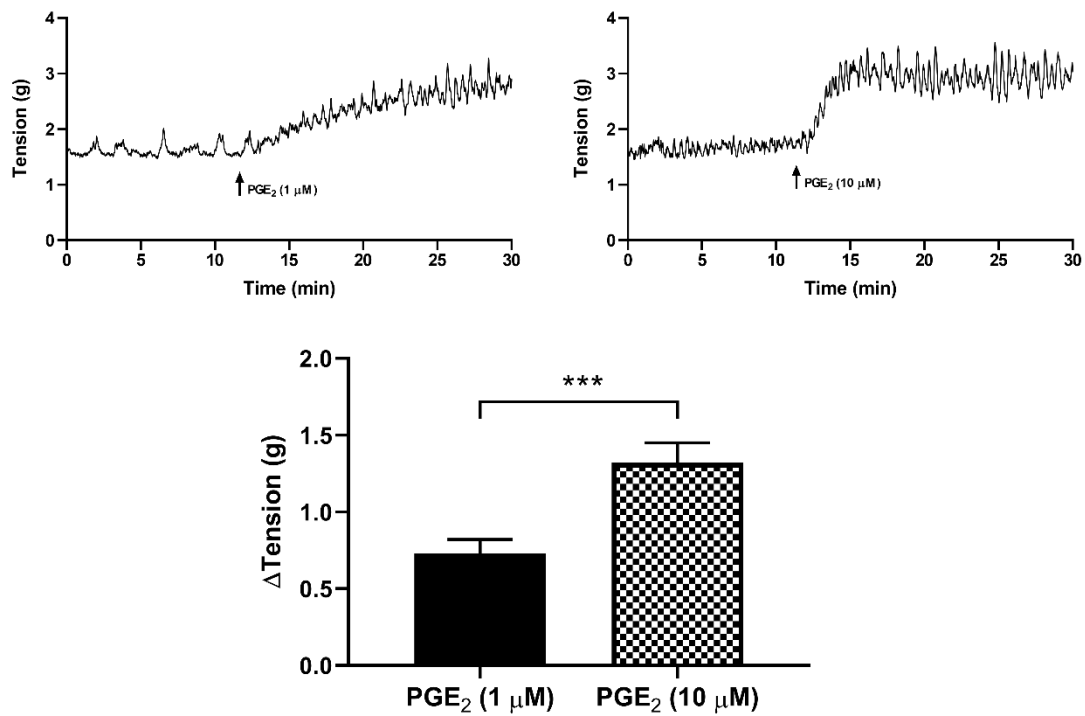 4
3
2
1
0
Tension (g)
PGE₂ (1 μM)
0 5 10 15 20 25 30
Time (min)
4
3
2
1
0
Tension (g)
PGE₂ (10 μM)
0 5 10 15 20 25 30
Time (min)
2.0
1.5
1.0
0.5
0.0
ΔTension (g)
***
PGE₂ (1 μM) PGE₂ (10 μM)